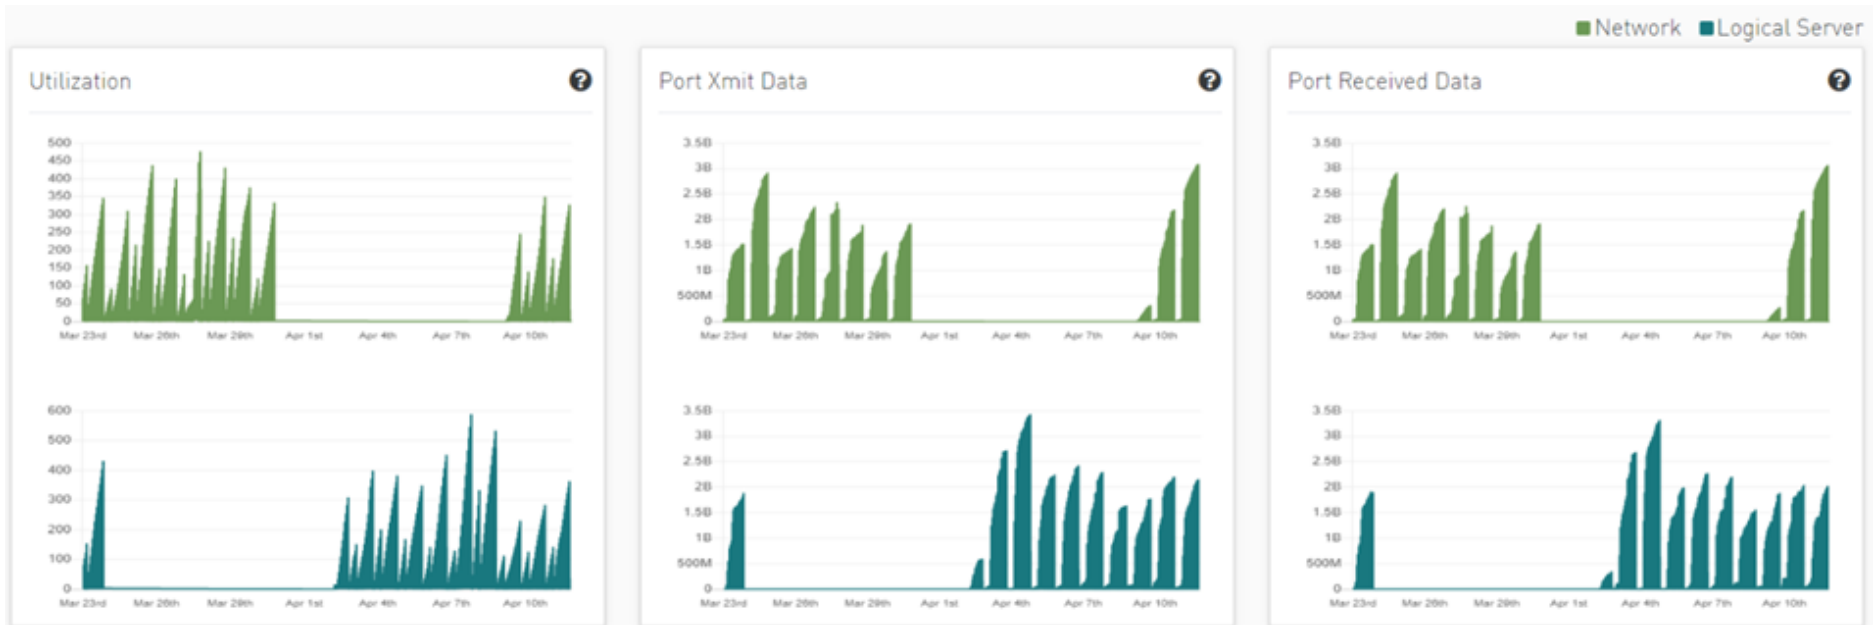 Network Logical Server
Utilization ?
500
450
400
350
300
250
200
150
100
50
0
Mar 23rd Mar 26th Mar 29th Apr 1st Apr 4th Apr 7th Apr 10th
600
500
400
300
200
100
0
Mar 23rd Mar 26th Mar 29th Apr 1st Apr 4th Apr 7th Apr 10th
Port Xmit Data ?
3.5B
3B
2.5B
2B
1.5B
1B
500M
0
Mar 23rd Mar 26th Mar 29th Apr 1st Apr 4th Apr 7th Apr 10th
3.5B
3B
2.5B
2B
1.5B
1B
500M
0
Mar 23rd Mar 26th Mar 29th Apr 1st Apr 4th Apr 7th Apr 10th
Port Received Data ?
3.5B
3B
2.5B
2B
1.5B
1B
500M
0
Mar 23rd Mar 26th Mar 29th Apr 1st Apr 4th Apr 7th Apr 10th
3.5B
3B
2.5B
2B
1.5B
1B
500M
0
Mar 23rd Mar 26th Mar 29th Apr 1st Apr 4th Apr 7th Apr 10th